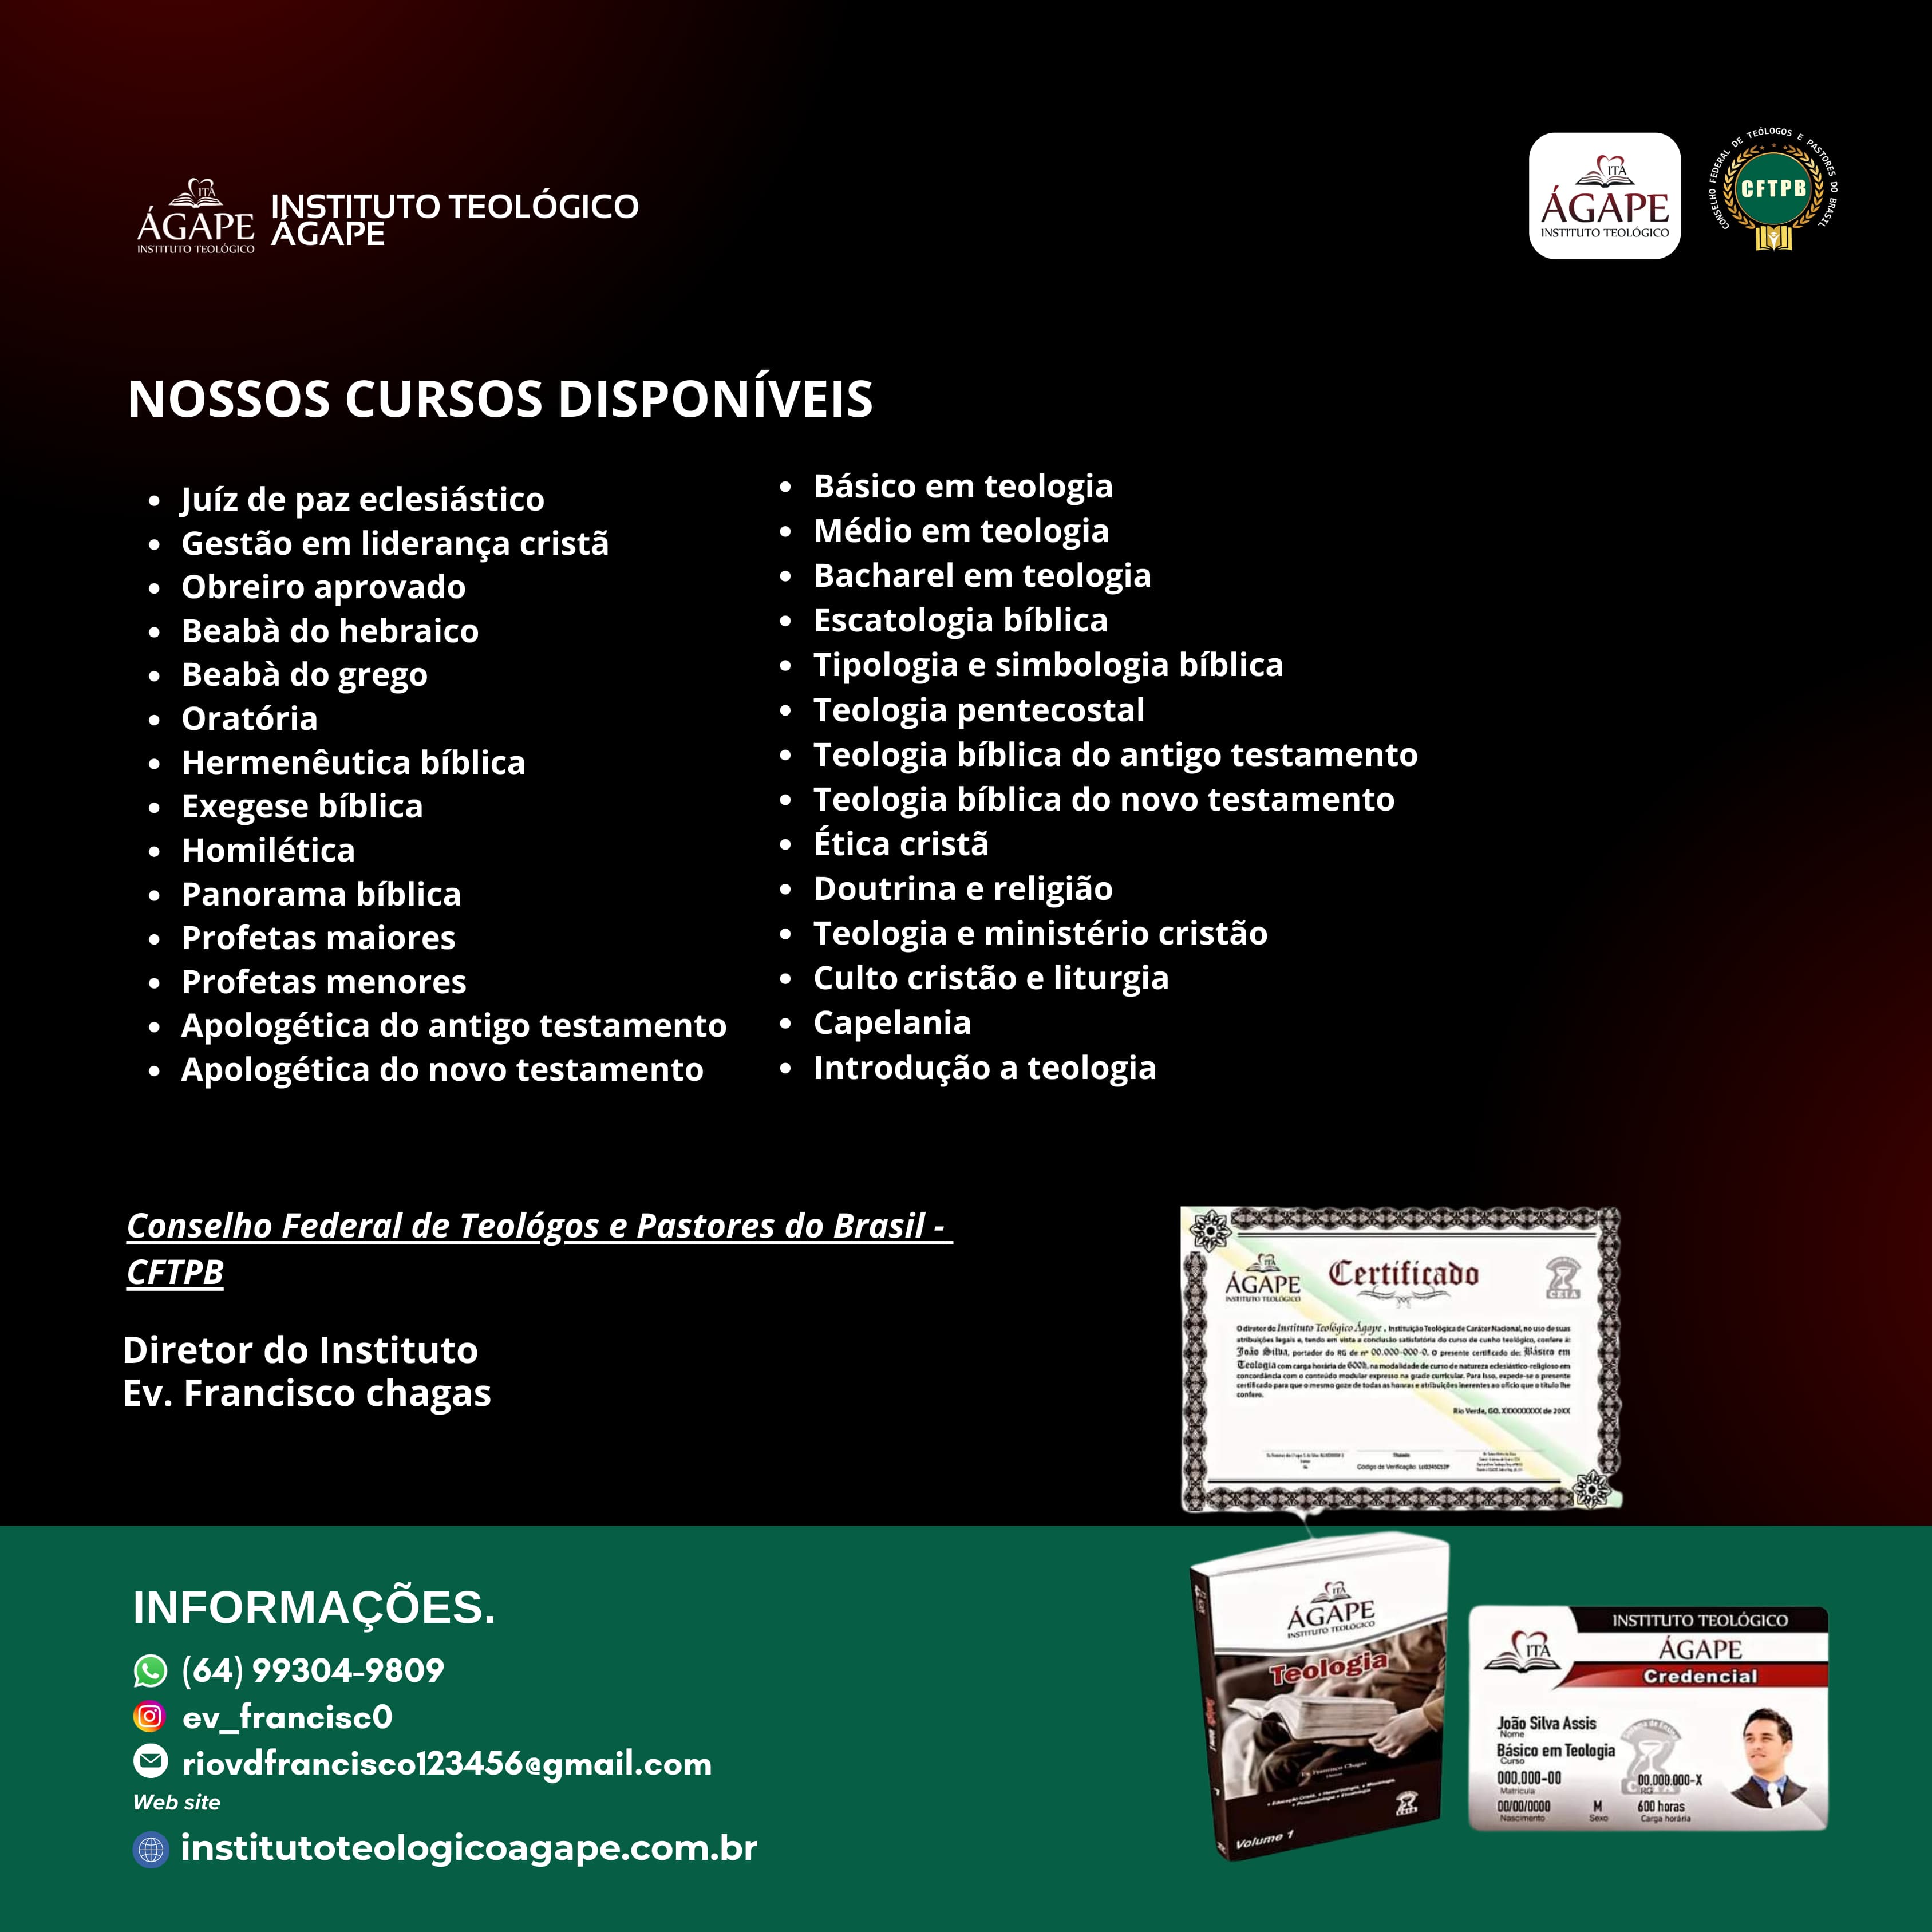 ITA
ÁGAPE
INSTITUTO TEOLÓGICO
INSTITUTO TEOLÓGICO
ÁGAPE
ITA
ÁGAPE
INSTITUTO TEOLÓGICO
CONSELHO FEDERAL DE TEÓLOGOS E PASTORES DO BRASIL
CFTPB
NOSSOS CURSOS DISPONÍVEIS
• Juíz de paz eclesiástico
• Gestão em liderança cristã
• Obreiro aprovado
• Beabà do hebraico
• Beabà do grego
• Oratória
• Hermenêutica bíblica
• Exegese bíblica
• Homilética
• Panorama bíblica
• Profetas maiores
• Profetas menores
• Apologética do antigo testamento
• Apologética do novo testamento
• Básico em teologia
• Médio em teologia
• Bacharel em teologia
• Escatologia bíblica
• Tipologia e simbologia bíblica
• Teologia pentecostal
• Teologia bíblica do antigo testamento
• Teologia bíblica do novo testamento
• Ética cristã
• Doutrina e religião
• Teologia e ministério cristão
• Culto cristão e liturgia
• Capelania
• Introdução a teologia
Conselho Federal de Teológos e Pastores do Brasil -
CFTPB
Diretor do Instituto
Ev. Francisco chagas
ITA
ÁGAPE
INSTITUTO TEOLÓGICO
Certificado
CEIA
O diretor do Instituto Teológico Ágape, Instituição Teológica de Caráter Nacional, no uso de suas
atribuições legais e, tendo em vista a conclusão satisfatória do curso de cunho teológico, confere à:
João Silva, portador do RG de nº 00.000-000-0. O presente certificado de: Básico em
Teologia com carga horária de 600h, na modalidade de curso de natureza eclesiástico-religioso em
concordância com o conteúdo modular expresso na grade curricular. Para Isso, expede-se o presente
certificado para que o mesmo goze de todas as honras e atribuições inerentes ao ofício que o título lhe
confere.
Rio Verde, GO. XXXXXXXXX de 20XX
Titulado
Código de Verificação:
INFORMAÇÕES.
(64) 99304-9809
ev_francisc0
riovdfrancisco123456@gmail.com
Web site
institutoteologicoagape.com.br
ITA
ÁGAPE
INSTITUTO TEOLÓGICO
Teologia
Ev. Francisco Chagas
CEIA
Volume 1
INSTITUTO TEOLÓGICO
ITA
ÁGAPE
Credencial
João Silva Assis
Nome
Básico em Teologia
Curso
000.000-00
Matrícula
00.000.000-X
RG
00/00/0000
Nascimento
M
Sexo
600 horas
Carga horária